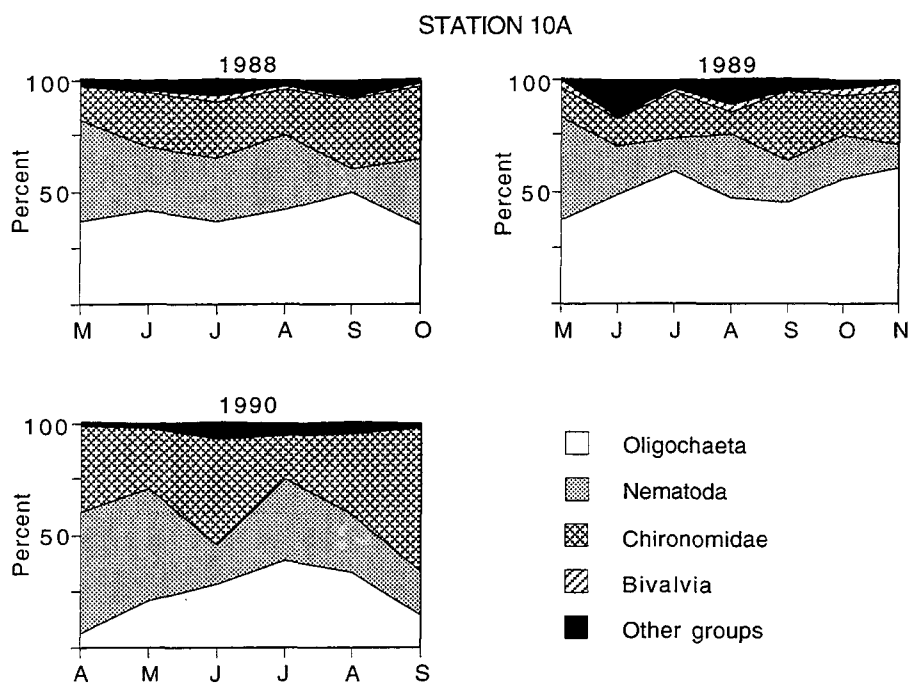 STATION 10A
1988
100
Percent
50
M J J A S O
1989
100
Percent
50
M J J A S O N
1990
100
Percent
50
A M J J A S
Oligochaeta
Nematoda
Chironomidae
Bivalvia
Other groups